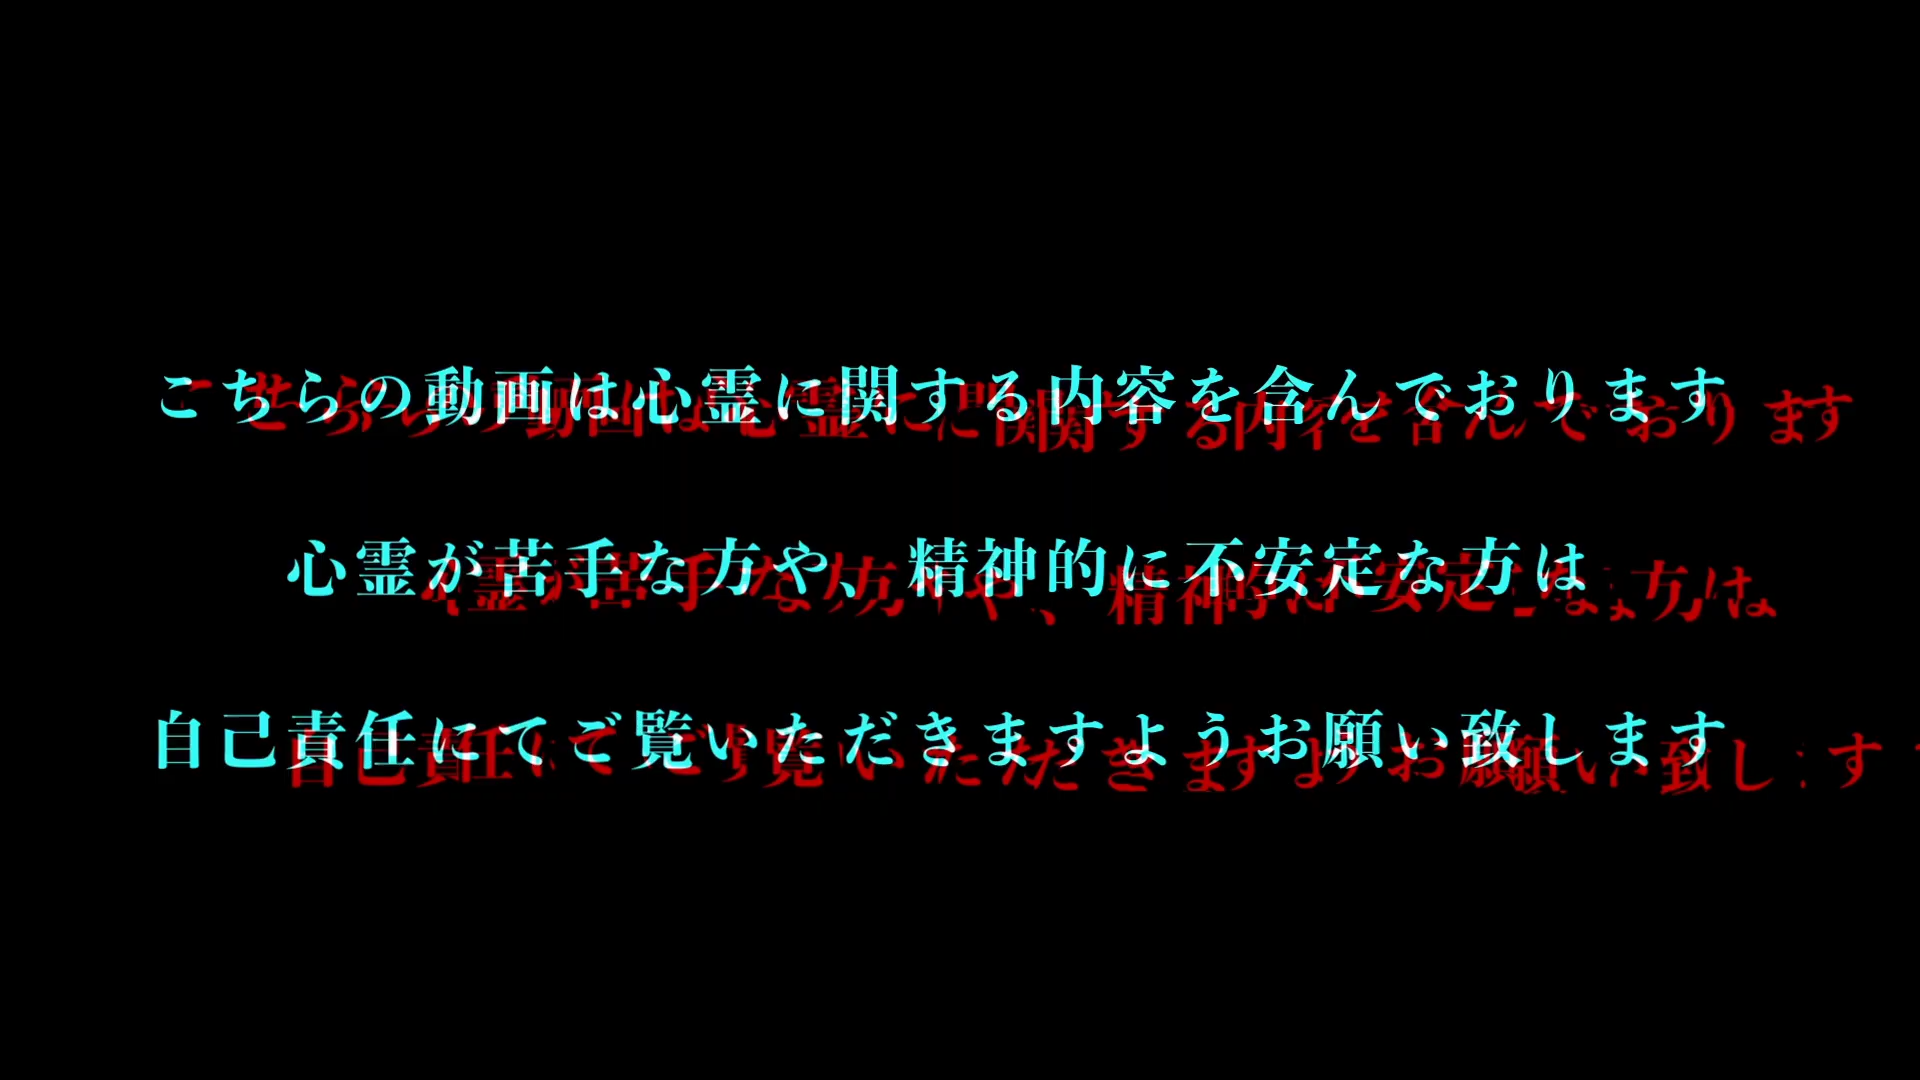 こちらの動画は心霊に関する内容を含んでおります
心霊が苦手な方や、精神的に不安定な方は
自己責任にてご覧いただきますようお願い致します